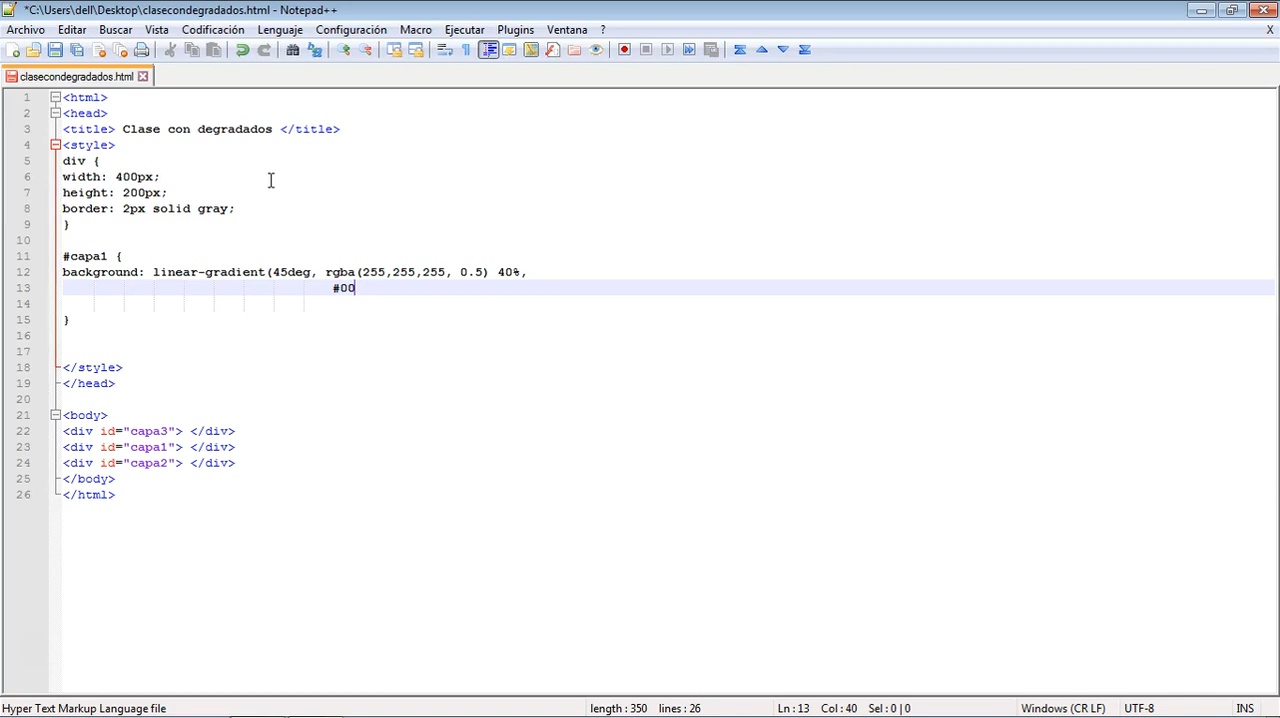 *C:\Users\dell\Desktop\clasecondegradados.html - Notepad++
Archivo Editar Buscar Vista Codificación Lenguaje Configuración Macro Ejecutar Plugins Ventana ? X
clasecondegradados.html
1 <html>
2 <head>
3 <title> Clase con degradados </title>
4 <style>
5 div {
6 width: 400px;
7 height: 200px;
8 border: 2px solid gray;
9 }
10
11 #capa1 {
12 background: linear-gradient(45deg, rgba(255,255,255, 0.5) 40%,
13 #00
14
15 }
16
17
18 </style>
19 </head>
20
21 <body>
22 <div id="capa3"> </div>
23 <div id="capa1"> </div>
24 <div id="capa2"> </div>
25 </body>
26 </html>
Hyper Text Markup Language file length : 350 lines : 26 Ln : 13 Col : 40 Sel : 0 | 0 Windows (CR LF) UTF-8 INS